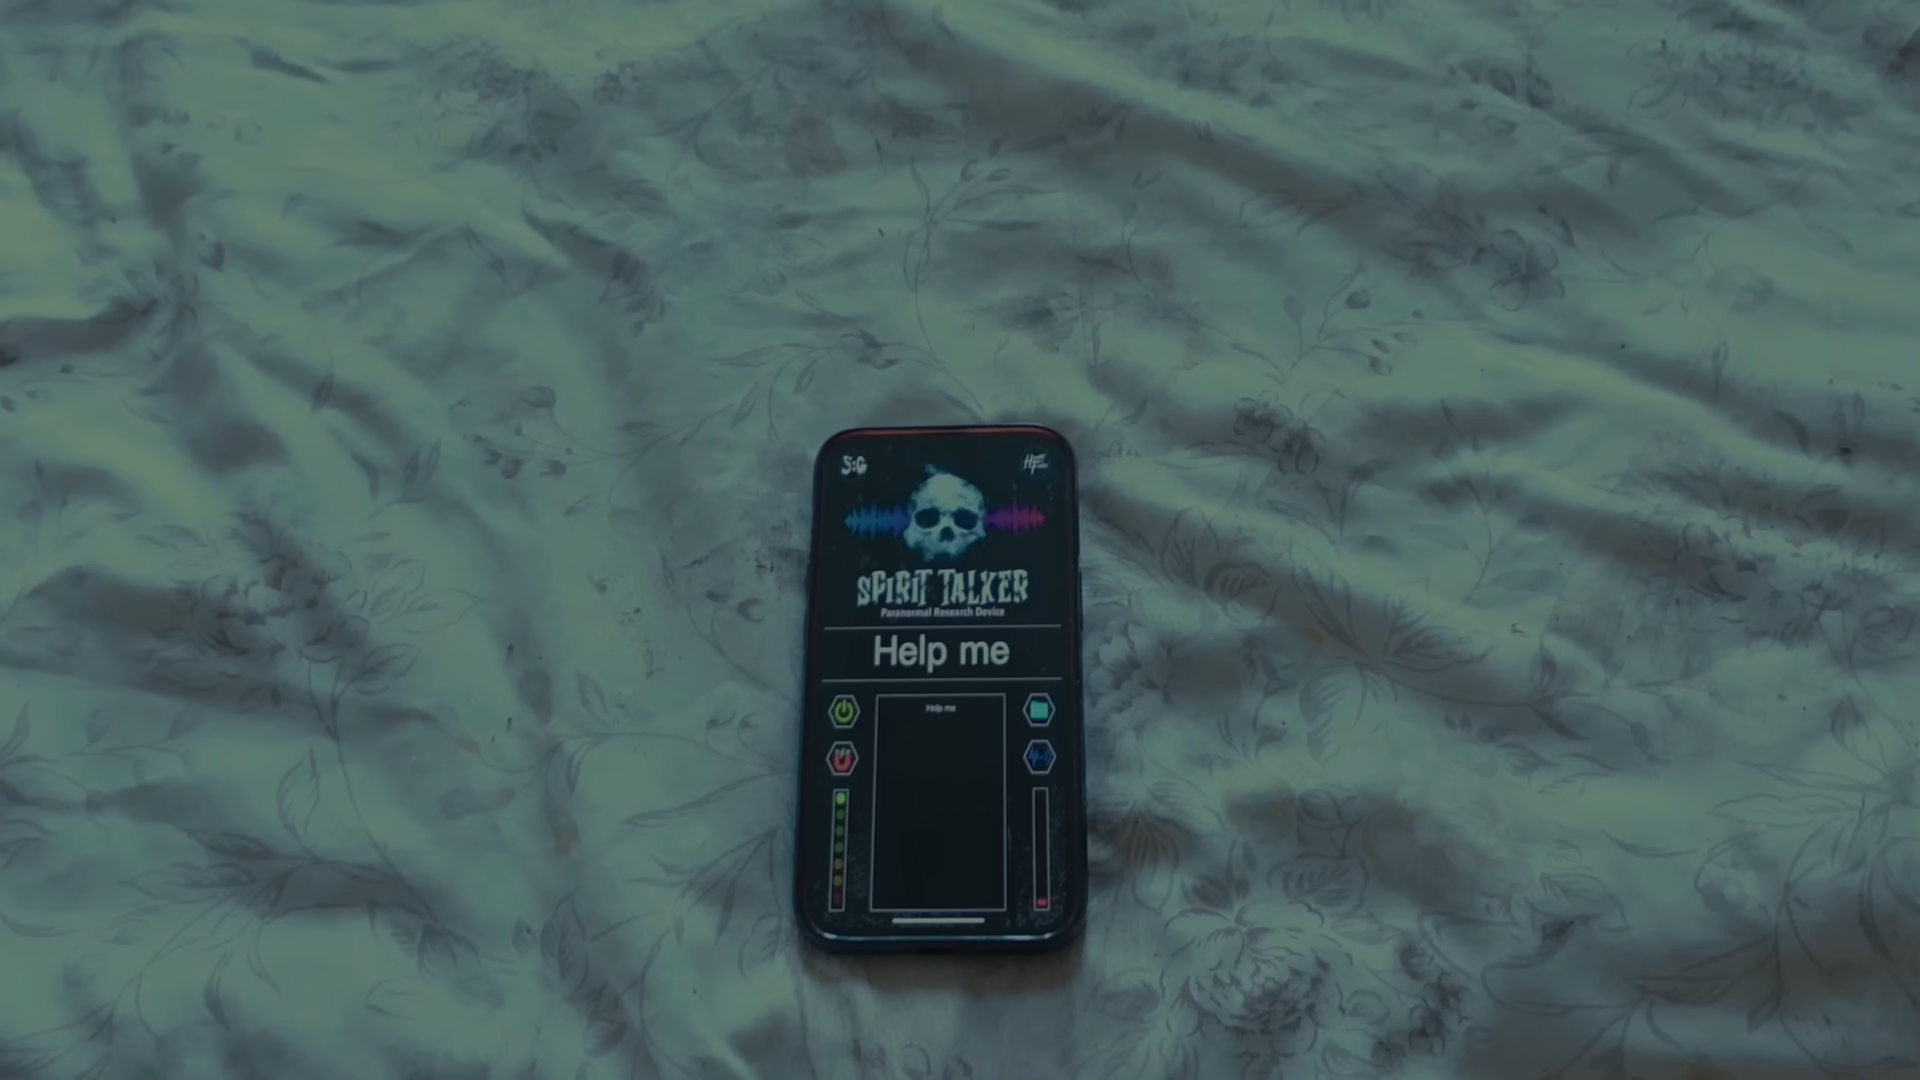 S:G
SPIRIT TALKER
Paranormal Research Device
Help me
Help me